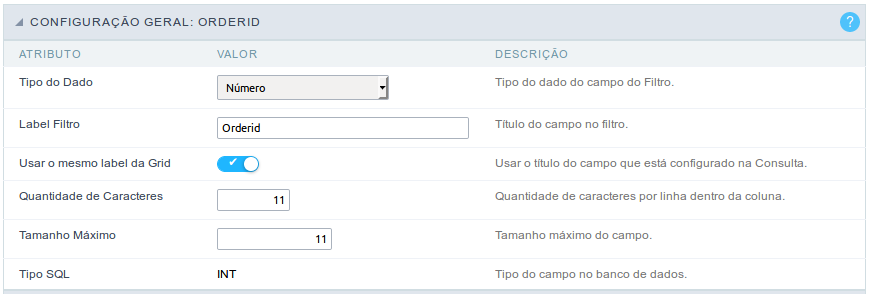 CONFIGURAÇÃO GERAL: ORDERID ?
ATRIBUTO VALOR DESCRIÇÃO
Tipo do Dado Número Tipo do dado do campo do Filtro.
Label Filtro Orderid Título do campo no filtro.
Usar o mesmo label da Grid Usar o título do campo que está configurado na Consulta.
Quantidade de Caracteres 11 Quantidade de caracteres por linha dentro da coluna.
Tamanho Máximo 11 Tamanho máximo do campo.
Tipo SQL INT Tipo do campo no banco de dados.